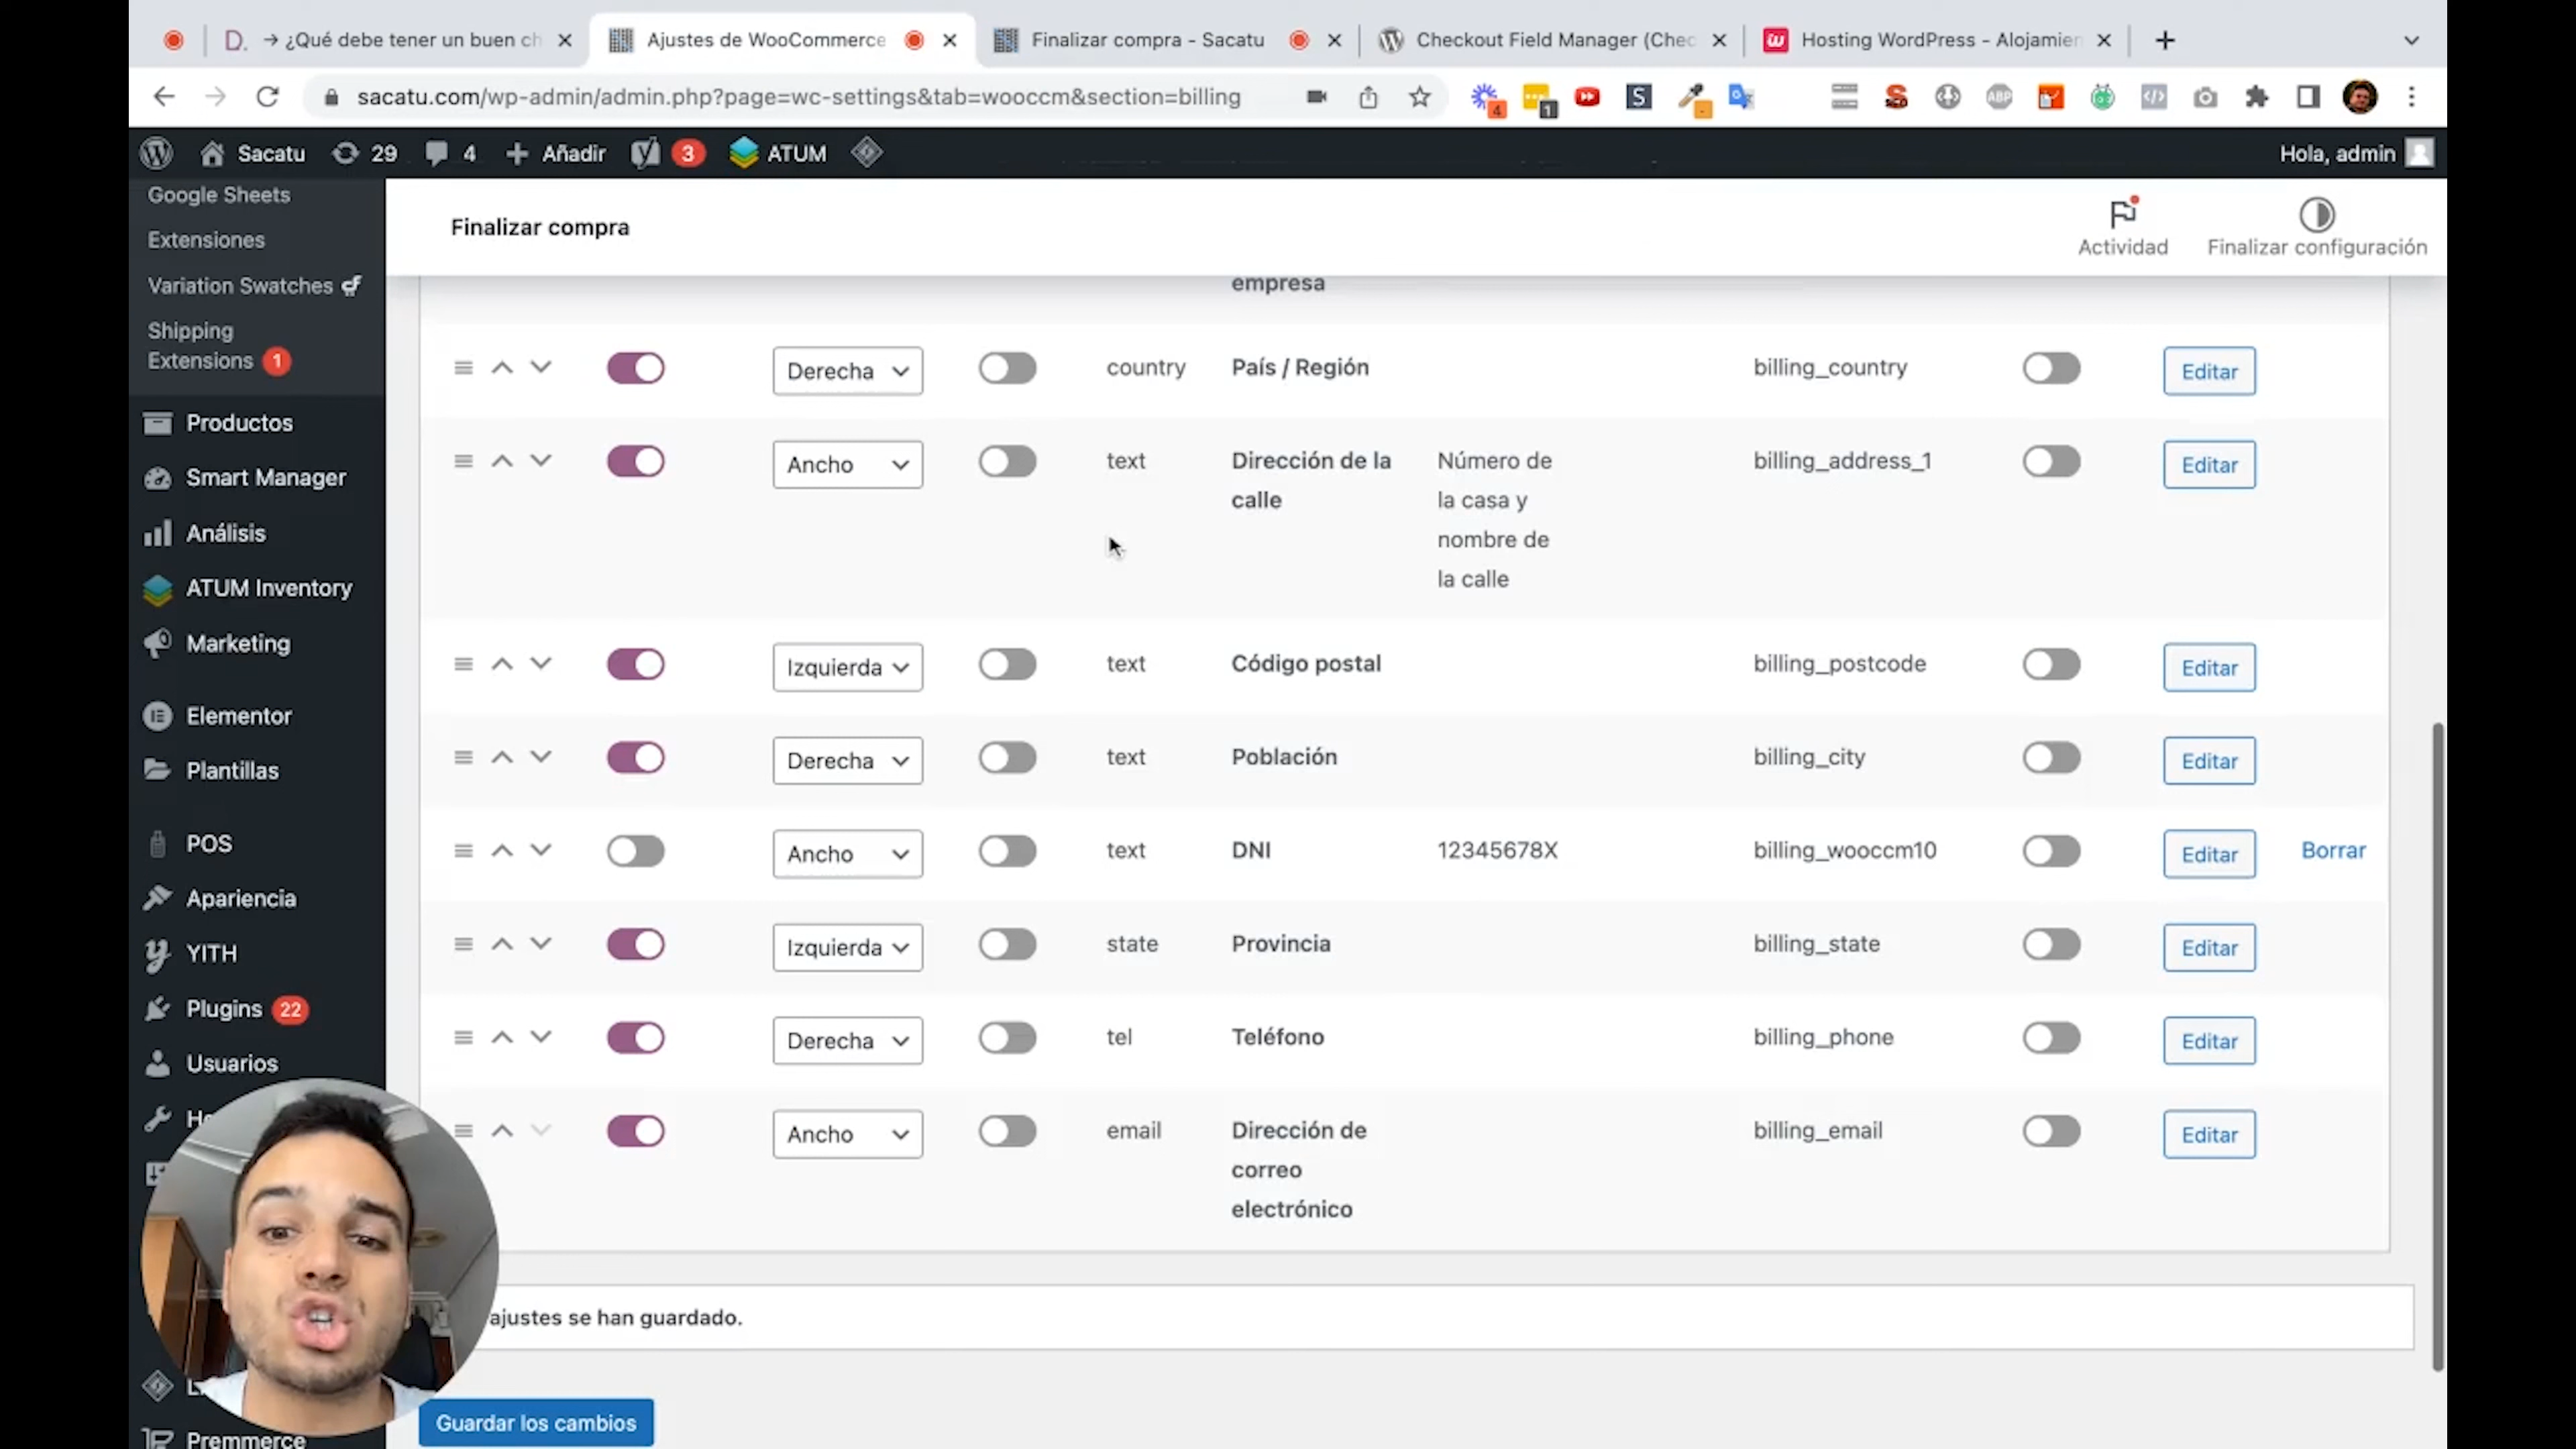 D. → ¿Qué debe tener un buen ch
Ajustes de WooCommerce
Finalizar compra - Sacatu
Checkout Field Manager (Chec
Hosting WordPress - Alojamien
sacatu.com/wp-admin/admin.php?page=wc-settings&tab=wooccm&section=billing
4
1
S
ABP
Sacatu
29
4
Añadir
3
ATUM
Hola, admin
Google Sheets
Extensiones
Variation Swatches
Shipping
Extensions 1
Productos
Smart Manager
Análisis
ATUM Inventory
Marketing
Elementor
Plantillas
POS
Apariencia
YITH
Plugins 22
Usuarios
Premmerce
Finalizar compra
Actividad
Finalizar configuración
empresa
Derecha country País / Región billing_country Editar
Ancho text Dirección de la Número de billing_address_1 Editar
calle la casa y
nombre de
la calle
Izquierda text Código postal billing_postcode Editar
Derecha text Población billing_city Editar
Ancho text DNI 12345678X billing_wooccm10 Editar Borrar
Izquierda state Provincia billing_state Editar
Derecha tel Teléfono billing_phone Editar
Ancho email Dirección de billing_email Editar
correo
electrónico
ajustes se han guardado.
Guardar los cambios